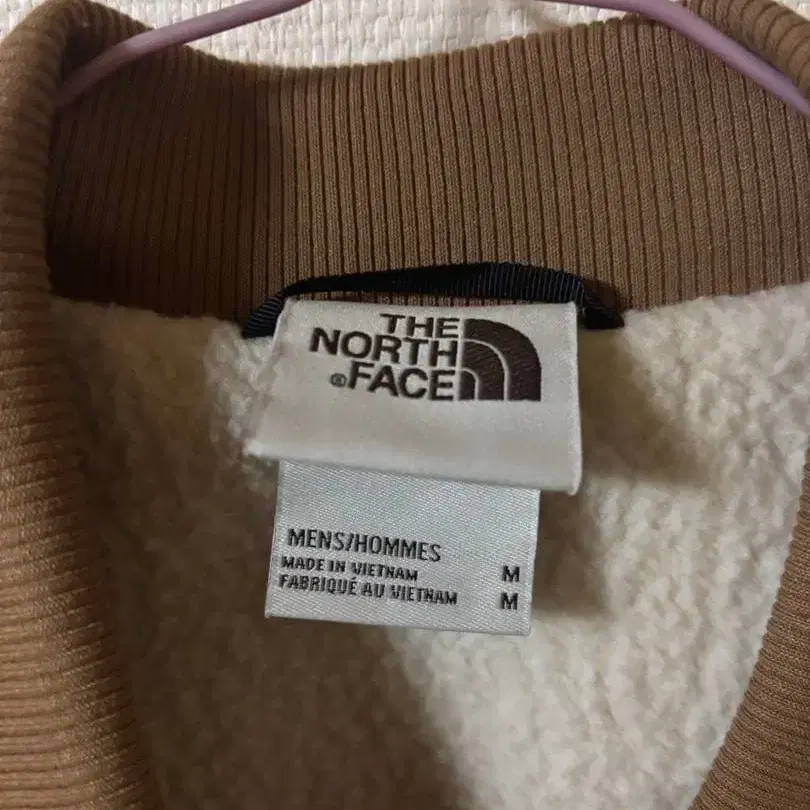 THE
NORTH
®FACE
MENS/HOMMES
MADE IN VIETNAM M
FABRIQUÉ AU VIETNAM M